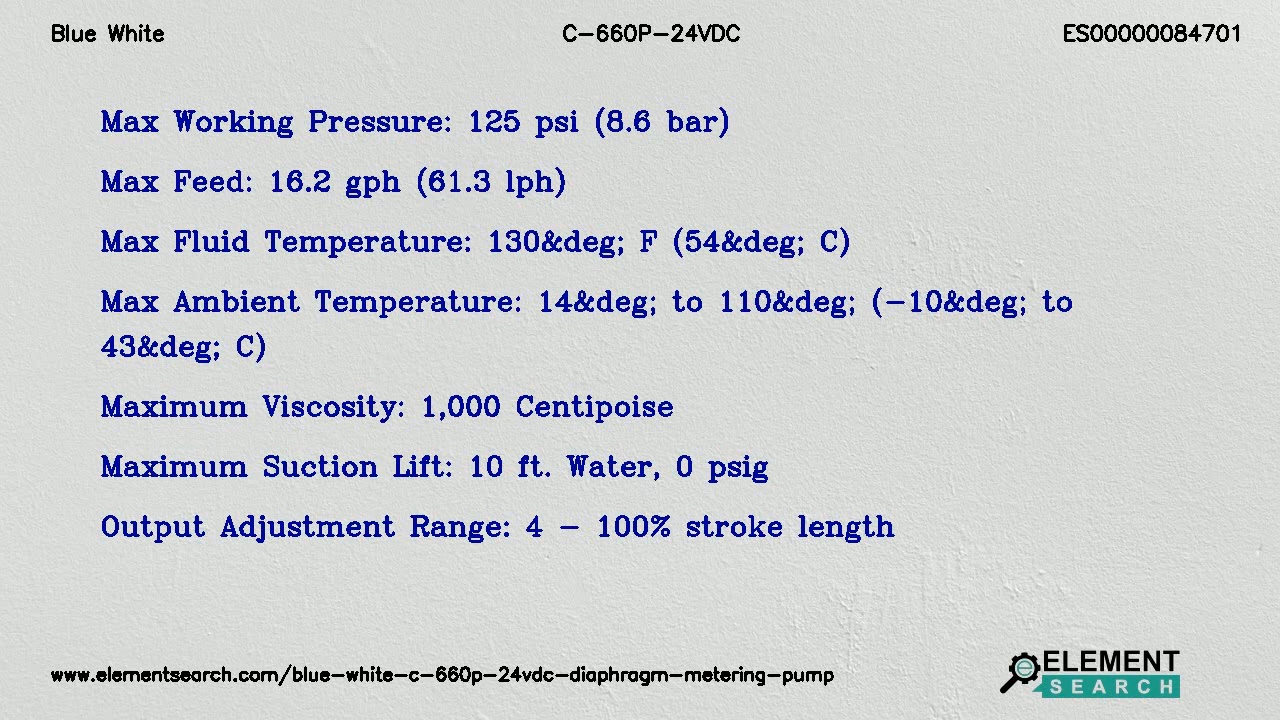 Blue White C-660P-24VDC ES00000084701
Max Working Pressure: 125 psi (8.6 bar)
Max Feed: 16.2 gph (61.3 lph)
Max Fluid Temperature: 130&deg; F (54&deg; C)
Max Ambient Temperature: 14&deg; to 110&deg; (-10&deg; to
43&deg; C)
Maximum Viscosity: 1,000 Centipoise
Maximum Suction Lift: 10 ft. Water, 0 psig
Output Adjustment Range: 4 - 100% stroke length
www.elementsearch.com/blue-white-c-660p-24vdc-diaphragm-metering-pump
e ELEMENT
SEARCH